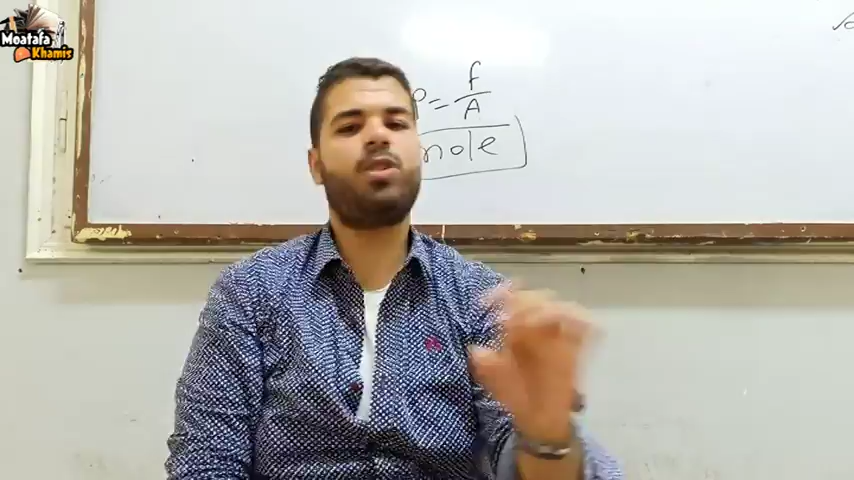 Moatafa
Khamis
P = f
A
mole